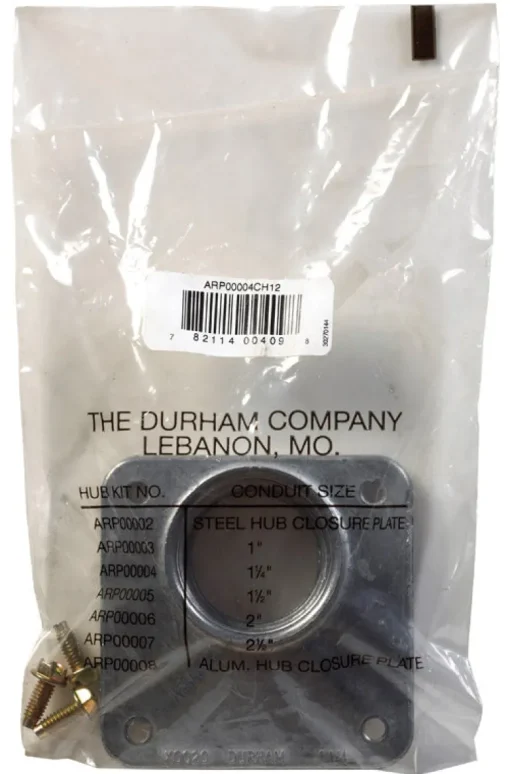 ARP00004CH12
7 82114 00409 8
30270144
THE DURHAM COMPANY
LEBANON, MO.
HUB KIT NO. CONDUIT SIZE
ARP00002 STEEL HUB CLOSURE PLATE
ARP00003 1"
ARP00004 1¼"
ARP00005 1½"
ARP00006 2"
ARP00007 2½"
ARP00008 ALUM. HUB CLOSURE PLATE
DURHAM